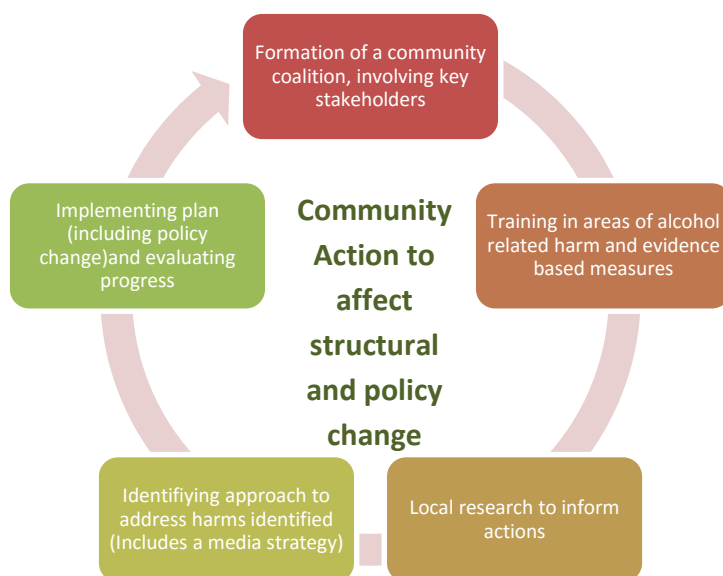 Formation of a community
coalition, involving key
stakeholders
Training in areas of alcohol
related harm and evidence
based measures
Local research to inform
actions
Identifiying approach to
address harms identified
(Includes a media strategy)
Implementing plan
(including policy
change)and evaluating
progress
Community
Action to
affect
structural
and policy
change